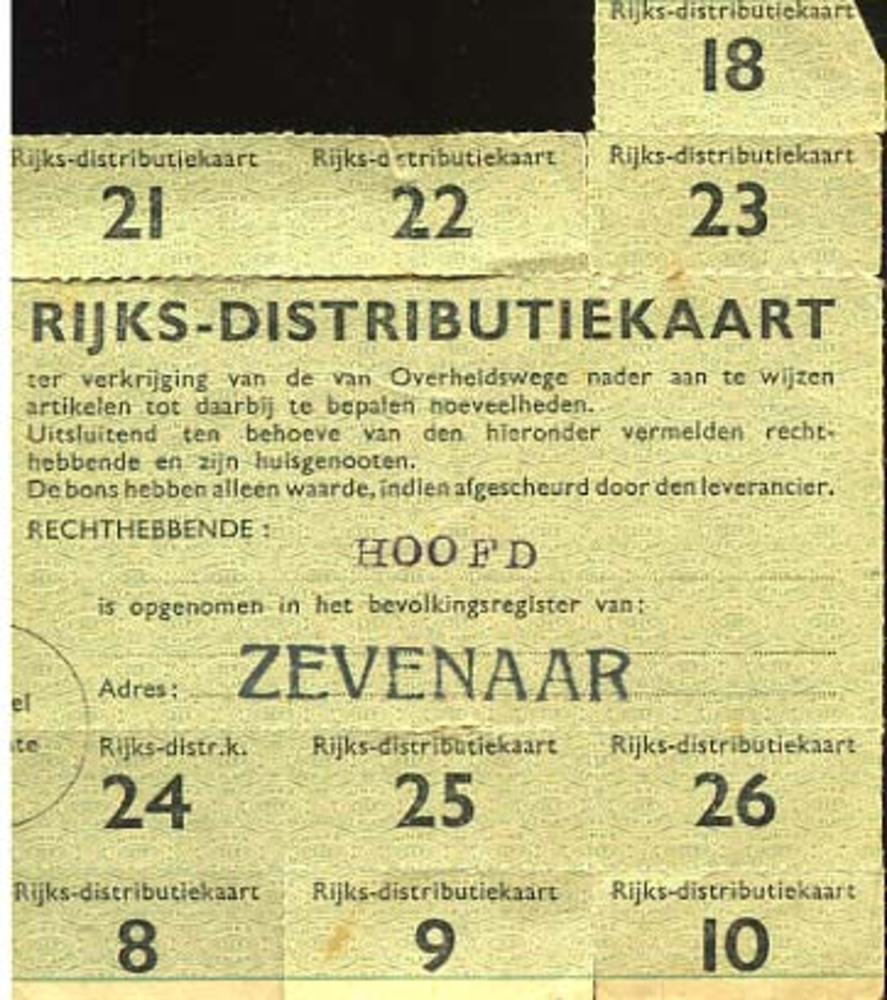 Rijks-distributiekaart
18
Rijks-distributiekaart Rijks-distributiekaart Rijks-distributiekaart
21 22 23
RIJKS-DISTRIBUTIEKAART
ter verkrijging van de van Overheidswege nader aan te wijzen
artikelen tot daarbij te bepalen hoeveelheden.
Uitsluitend ten behoeve van den hieronder vermelden recht-
hebbende en zijn huisgenooten.
De bons hebben alleen waarde, indien afgescheurd door den leverancier.
RECHTHEBBENDE :
HOOFD
is opgenomen in het bevolkingsregister van:
Adres: ZEVENAAR
el
te
Rijks-distr.k. Rijks-distributiekaart Rijks-distributiekaart
24 25 26
Rijks-distributiekaart Rijks-distributiekaart Rijks-distributiekaart
8 9 10